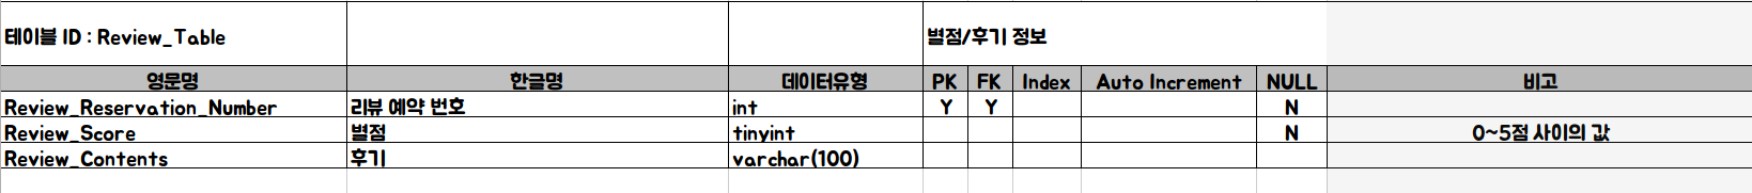 테이블 ID : Review_Table 별점/후기 정보
영문명 한글명 데이터유형 PK FK Index Auto Increment NULL 비고
Review_Reservation_Number 리뷰 예약 번호 int Y Y N
Review_Score 별점 tinyint N 0~5점 사이의 값
Review_Contents 후기 varchar(100)